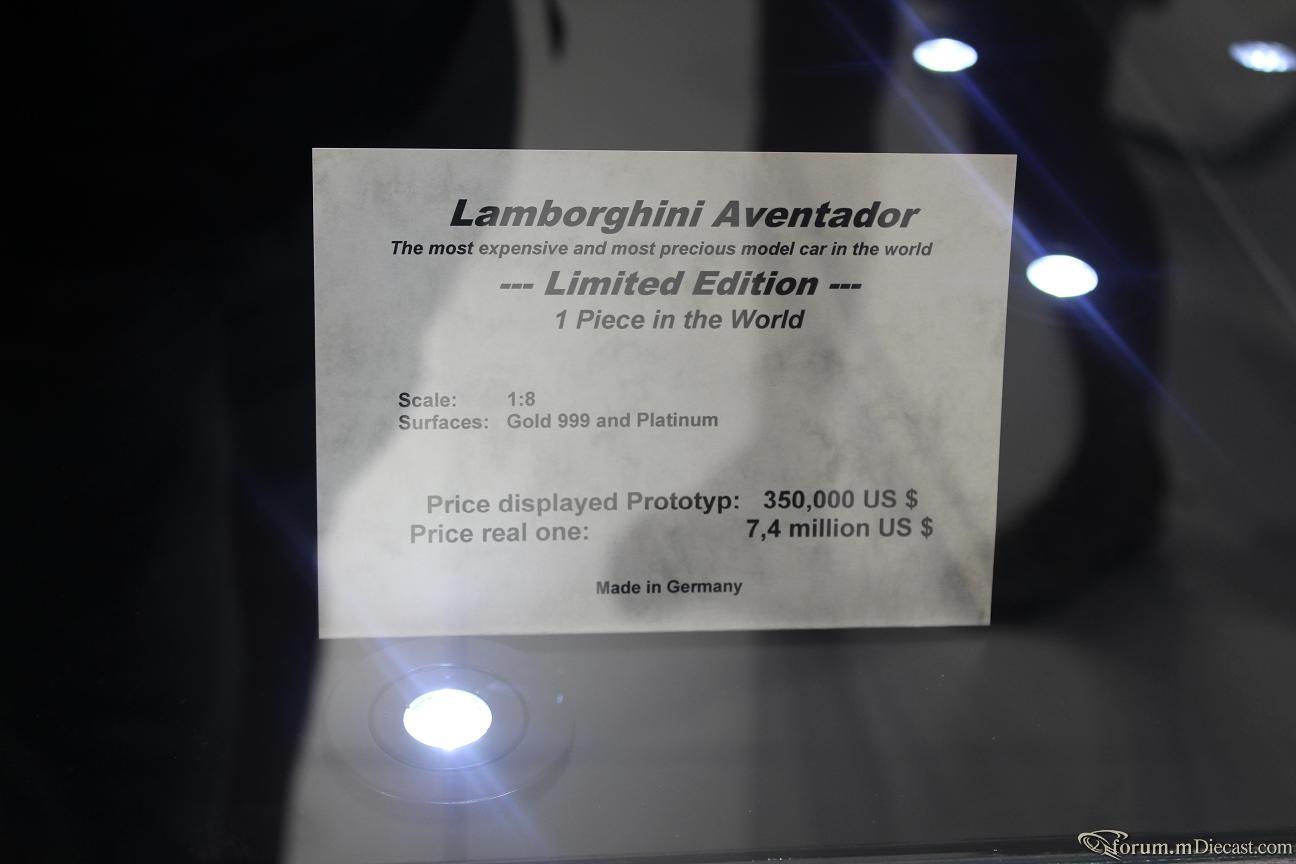 Lamborghini Aventador
The most expensive and most precious model car in the world
--- Limited Edition ---
1 Piece in the World
Scale: 1:8
Surfaces: Gold 999 and Platinum
Price displayed Prototyp: 350,000 US $
Price real one: 7,4 million US $
Made in Germany
forum.mDiecast.com